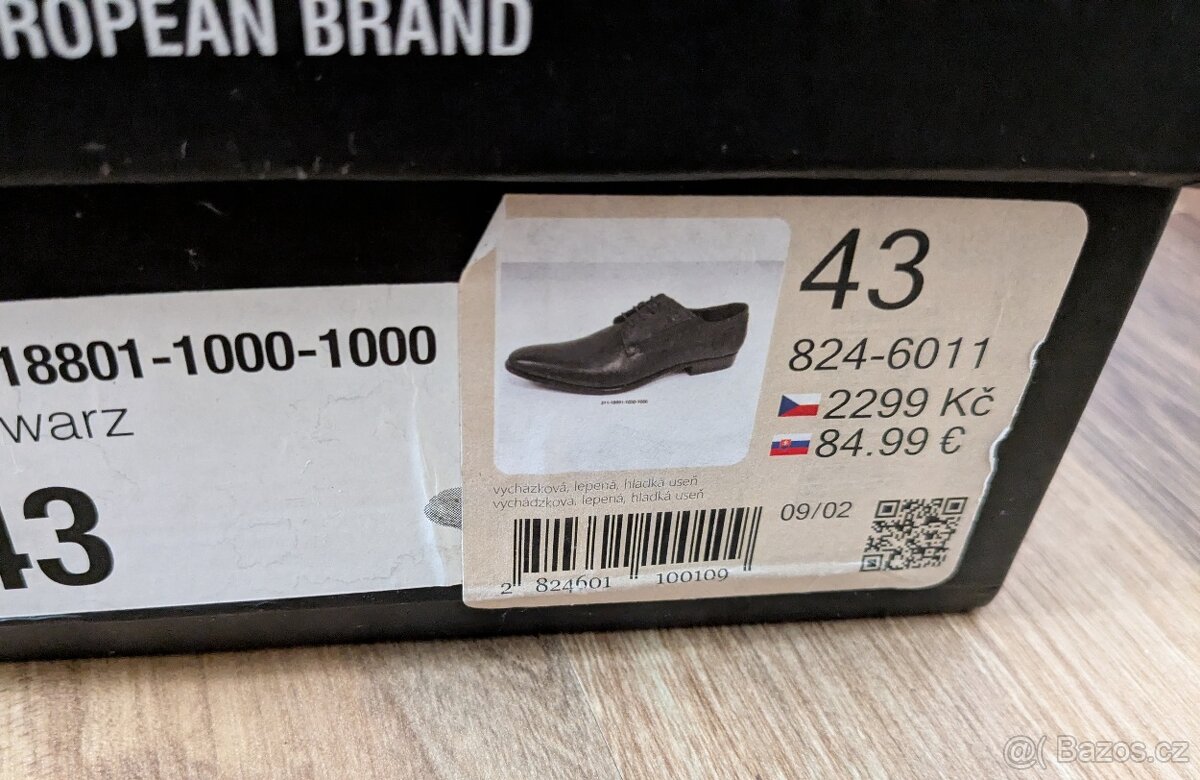 ROPEAN BRAND
18801-1000-1000
warz
43
43
824-6011
2299 Kč
84.99 €
vycházková, lepená, hladká useň
vychádzková, lepená, hladká useň
09/02
2 824601 100109
@( Bazos.cz